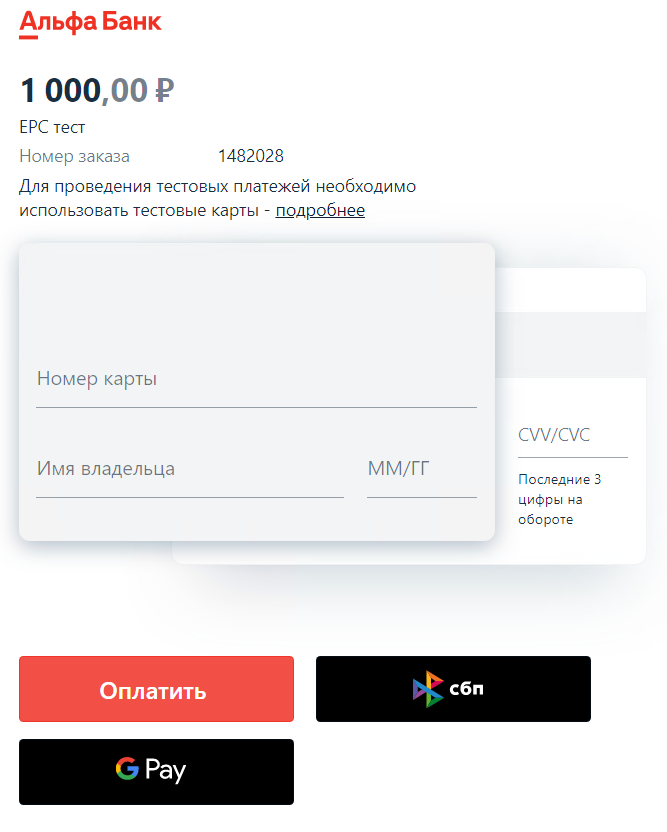 Альфа Банк
1 000,00 ₽
ЕРС тест
Номер заказа 1482028
Для проведения тестовых платежей необходимо
использовать тестовые карты - подробнее
Номер карты
Имя владельца ММ/ГГ
CVV/CVC
Последние 3
цифры на
обороте
Оплатить сбп
G Pay